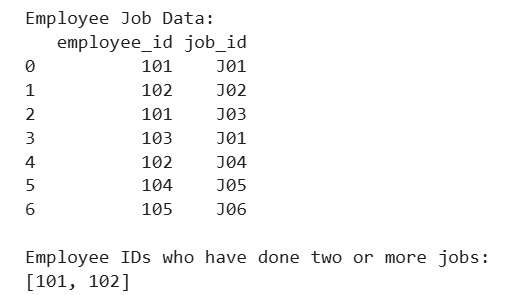 Employee Job Data:
employee_id job_id
0 101 J01
1 102 J02
2 101 J03
3 103 J01
4 102 J04
5 104 J05
6 105 J06
Employee IDs who have done two or more jobs:
[101, 102]